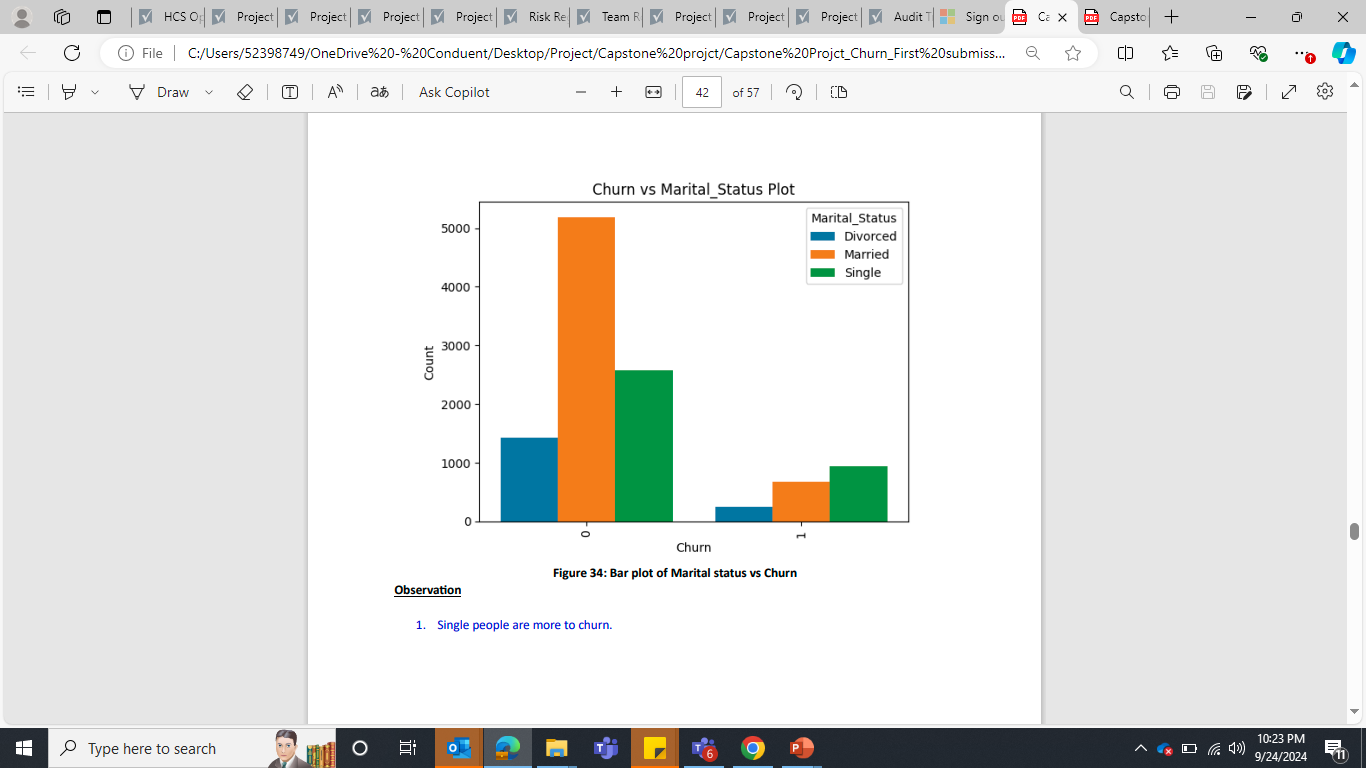 HCS Op
Project
Project
Project
Project
Risk Re
Team R
Project
Project
Project
Audit T
Sign ou
Ca
Capsto
File
C:/Users/52398749/OneDrive%20-%20Conduent/Desktop/Project/Capstone%20projct/Capstone%20Projct_Churn_First%20submiss...
Draw
Ask Copilot
42 of 57
Churn vs Marital_Status Plot
Marital_Status
Divorced
Married
Single
5000
4000
3000
2000
1000
0
Count
0
1
Churn
Figure 34: Bar plot of Marital status vs Churn
Observation
1. Single people are more to churn.
Type here to search
6
10:23 PM
9/24/2024
11